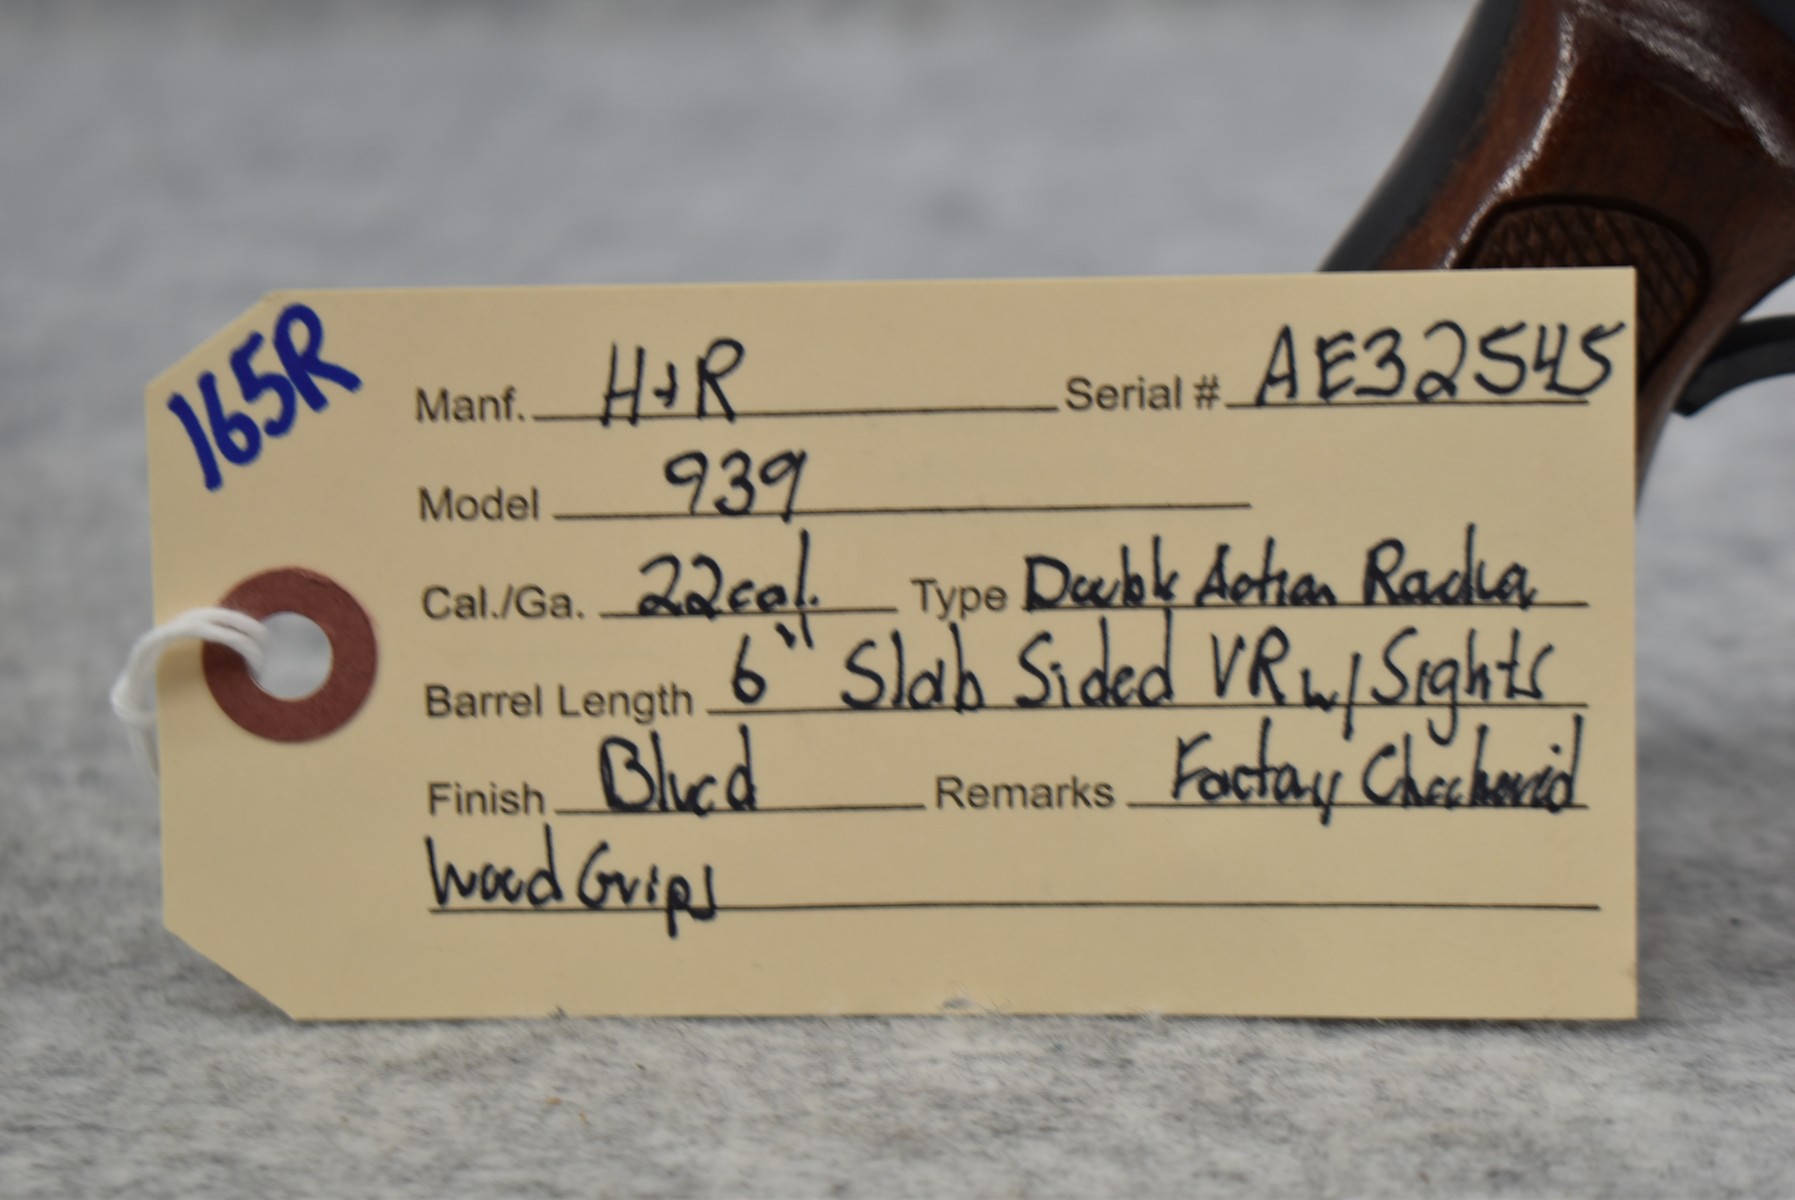 165R
Manf. H+R Serial # AE32545
Model 939
Cal./Ga. 22cal. Type Double Action
Barrel Length 6" Slab Sided VR w/ Sights
Finish Blued Remarks Factory Checkered
Wood Grips